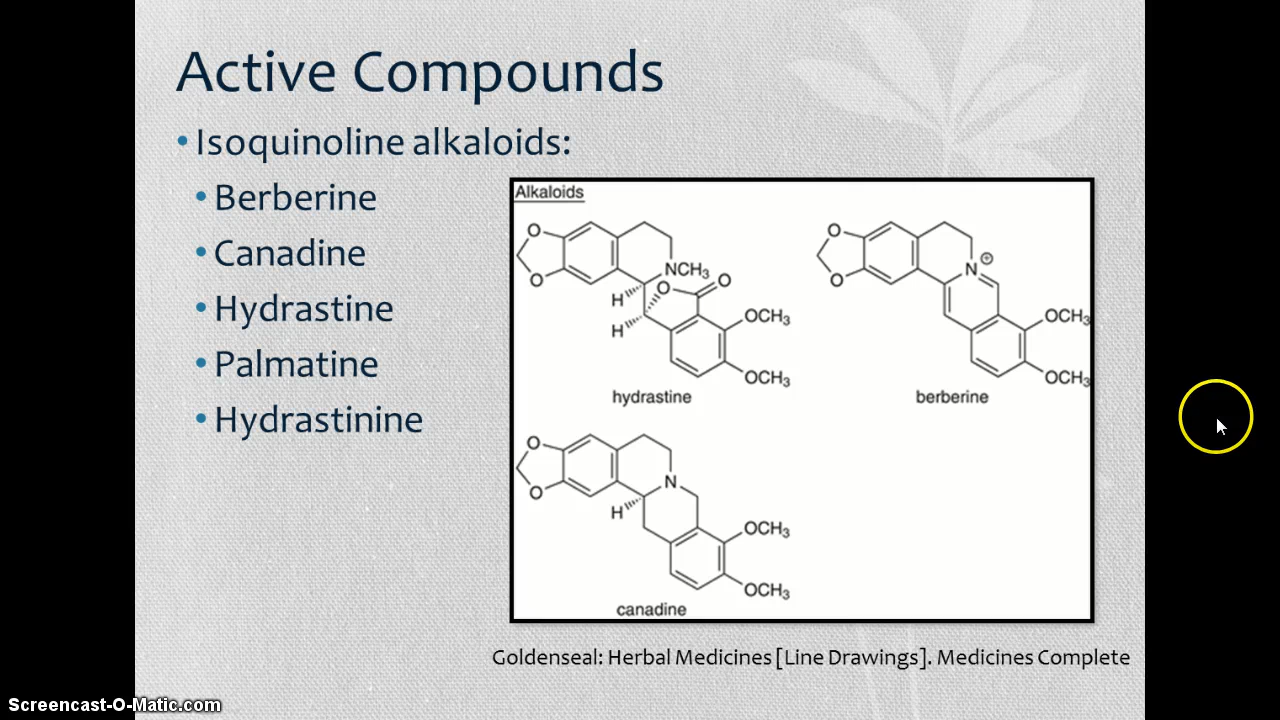 Active Compounds
• Isoquinoline alkaloids:
• Berberine
• Canadine
• Hydrastine
• Palmatine
• Hydrastinine
Alkaloids
O
O
NCH₃
H
O
O
H
OCH₃
OCH₃
hydrastine
O
O
N
⊕
OCH₃
OCH₃
berberine
O
O
N
H
OCH₃
OCH₃
canadine
Goldenseal: Herbal Medicines [Line Drawings]. Medicines Complete
Screencast-O-Matic.com